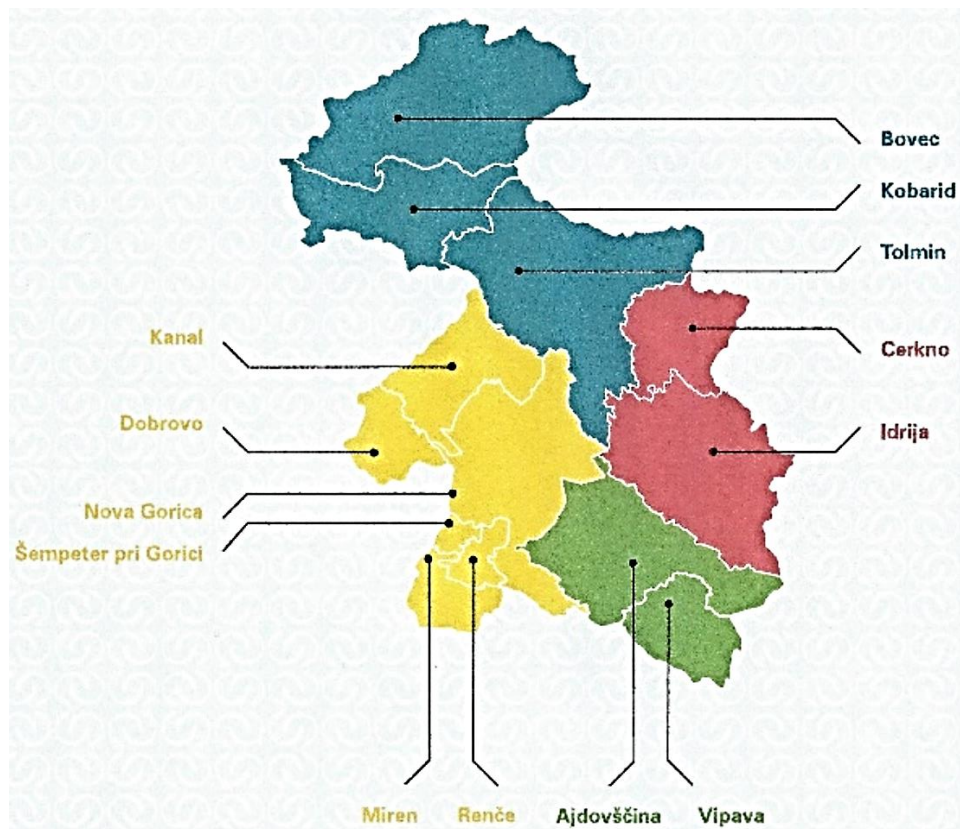 Bovec
Kobarid
Tolmin
Kanal
Cerkno
Dobrovo
Idrija
Nova Gorica
Šempeter pri Gorici
Miren
Renče
Ajdovščina
Vipava